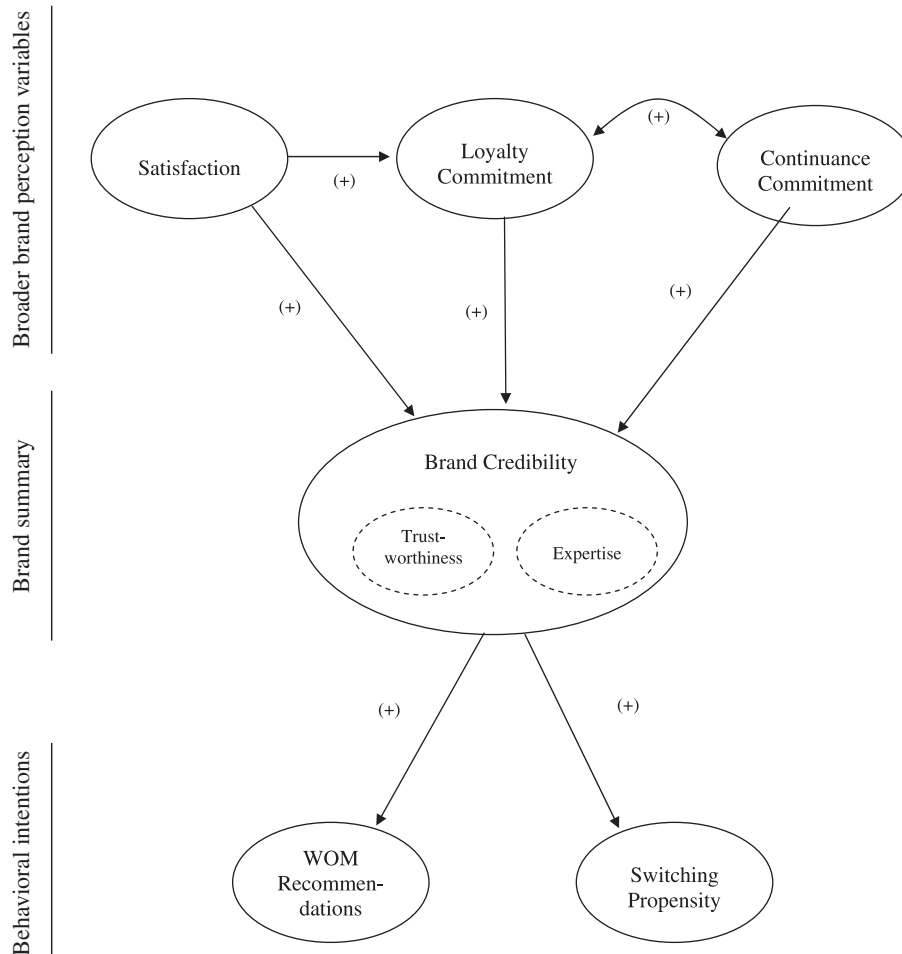 Broader brand perception variables
Satisfaction
(+)
Loyalty
Commitment
(+)
Continuance
Commitment
(+)
(+)
(+)
Brand summary
Brand Credibility
Trust-
worthiness
Expertise
(+)
(+)
Behavioral intentions
WOM
Recommen-
dations
Switching
Propensity